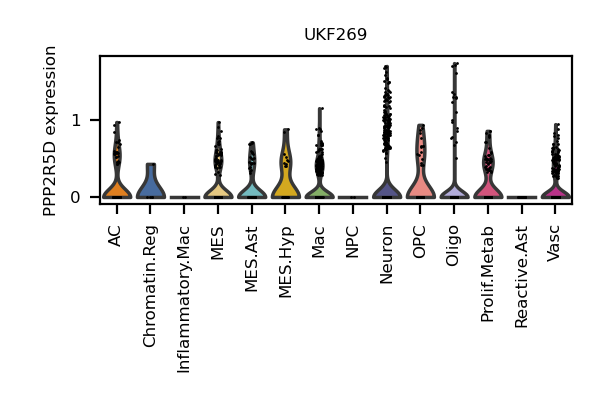 UKF269
PPP2R5D expression
1
0
AC
Chromatin.Reg
Inflammatory.Mac
MES
MES.Ast
MES.Hyp
Mac
NPC
Neuron
OPC
Oligo
Prolif.Metab
Reactive.Ast
Vasc